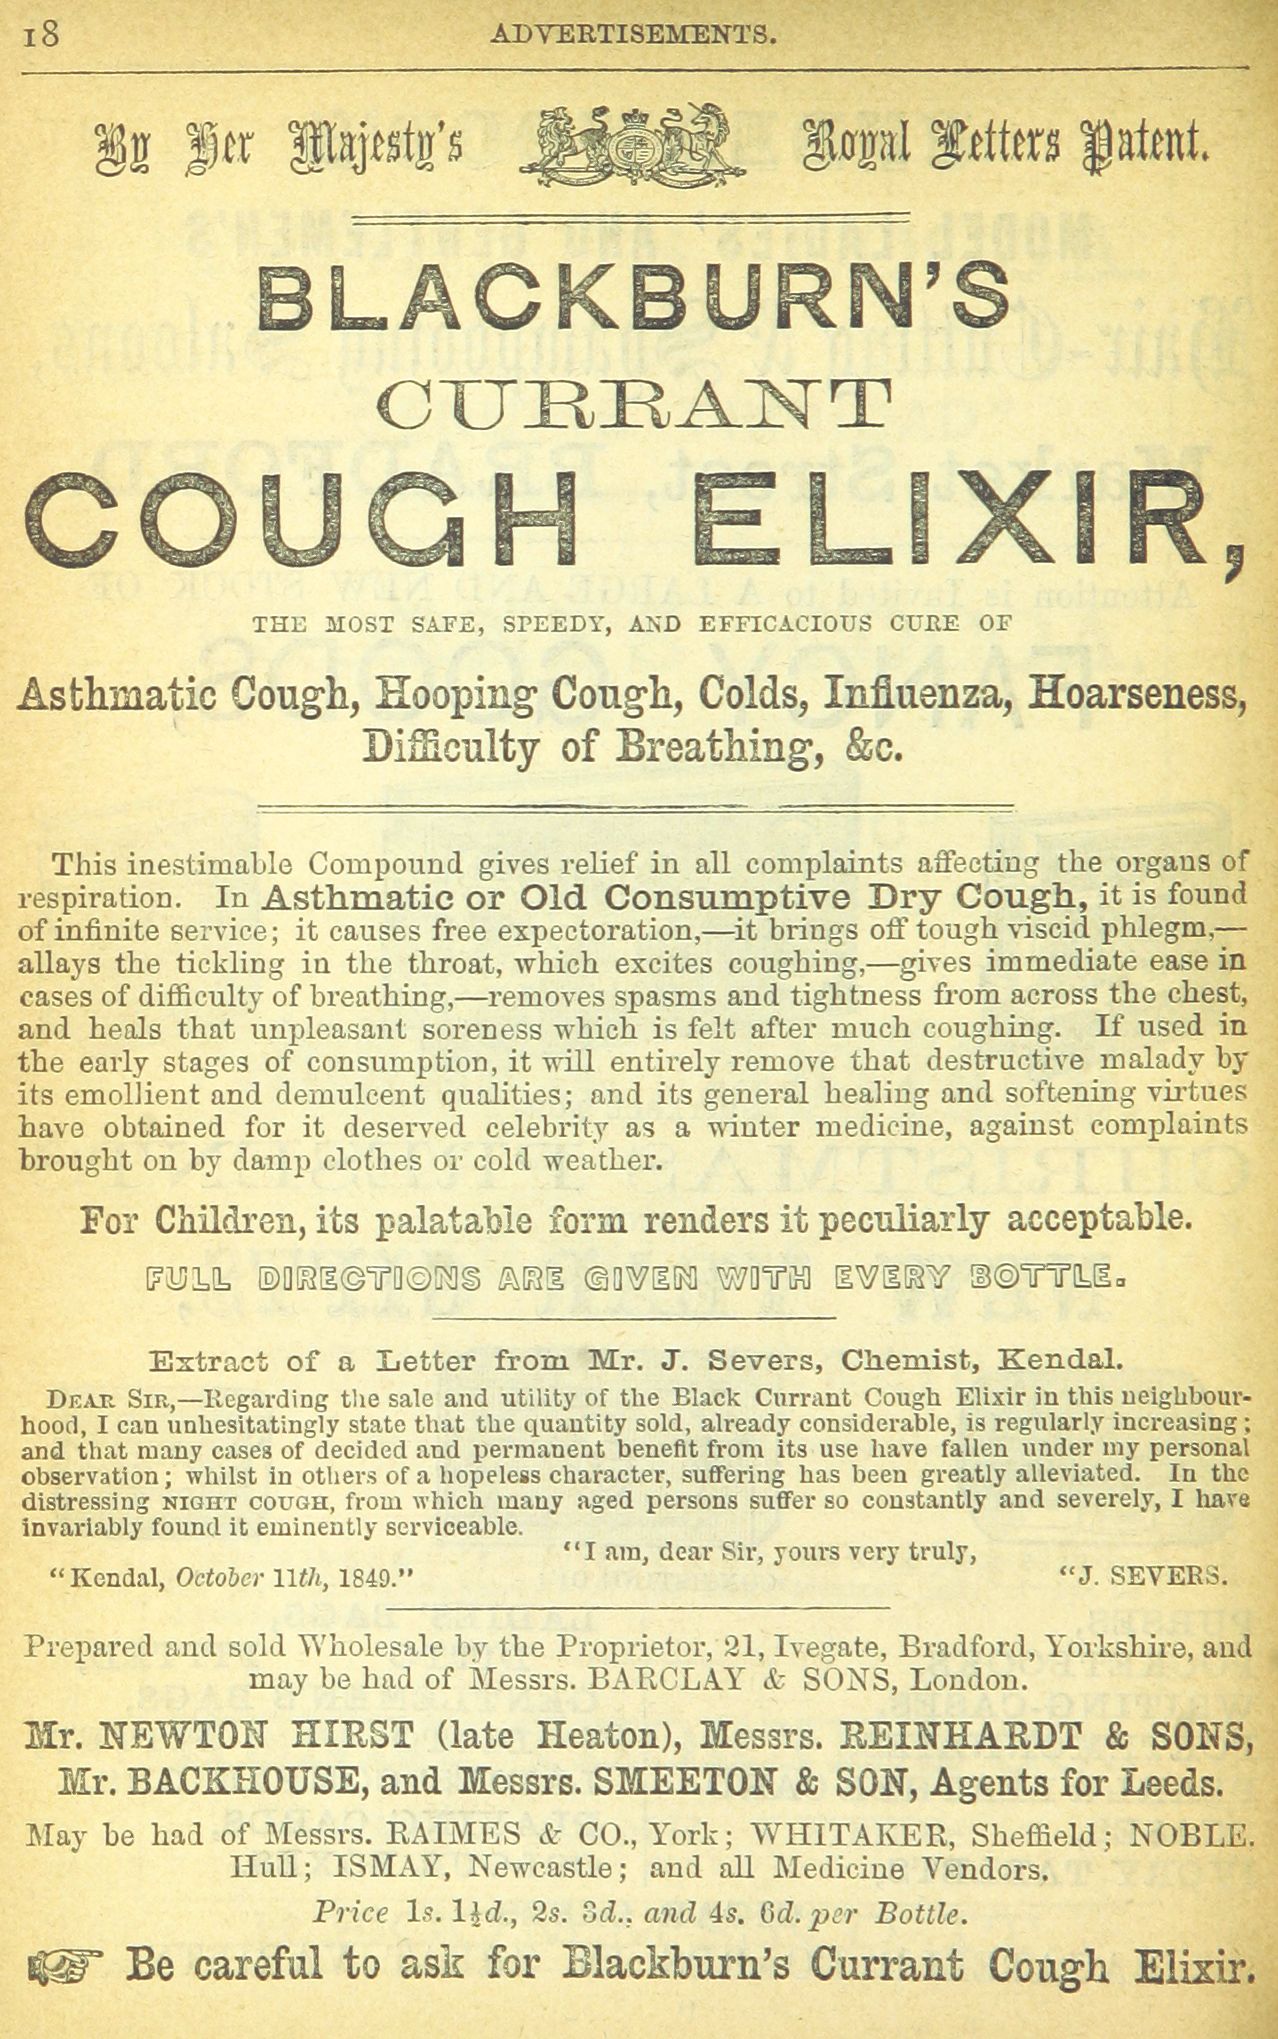 18
ADVERTISEMENTS.
By Her Majesty's Royal Letters Patent.
BLACKBURN'S
CURRANT
COUGH ELIXIR,
THE MOST SAFE, SPEEDY, AND EFFICACIOUS CURE OF
Asthmatic Cough, Hooping Cough, Colds, Influenza, Hoarseness,
Difficulty of Breathing, &c.
This inestimable Compound gives relief in all complaints affecting the organs of
respiration. In Asthmatic or Old Consumptive Dry Cough, it is found
of infinite service; it causes free expectoration,—it brings off tough viscid phlegm,—
allays the tickling in the throat, which excites coughing,—gives immediate ease in
cases of difficulty of breathing,—removes spasms and tightness from across the chest,
and heals that unpleasant soreness which is felt after much coughing. If used in
the early stages of consumption, it will entirely remove that destructive malady by
its emollient and demulcent qualities; and its general healing and softening virtues
have obtained for it deserved celebrity as a winter medicine, against complaints
brought on by damp clothes or cold weather.
For Children, its palatable form renders it peculiarly acceptable.
FULL DIRECTIONS ARE GIVEN WITH EVERY BOTTLE.
Extract of a Letter from Mr. J. Severs, Chemist, Kendal.
DEAR SIR,—Regarding the sale and utility of the Black Currant Cough Elixir in this neighbour-
hood, I can unhesitatingly state that the quantity sold, already considerable, is regularly increasing;
and that many cases of decided and permanent benefit from its use have fallen under my personal
observation; whilst in others of a hopeless character, suffering has been greatly alleviated. In the
distressing NIGHT COUGH, from which many aged persons suffer so constantly and severely, I have
invariably found it eminently serviceable.
"I am, dear Sir, yours very truly,
"Kendal, October 11th, 1849." "J. SEVERS.
Prepared and sold Wholesale by the Proprietor, 21, Ivegate, Bradford, Yorkshire, and
may be had of Messrs. BARCLAY & SONS, London.
Mr. NEWTON HIRST (late Heaton), Messrs. REINHARDT & SONS,
Mr. BACKHOUSE, and Messrs. SMEETON & SON, Agents for Leeds.
May be had of Messrs. RAIMES & CO., York; WHITAKER, Sheffield; NOBLE,
Hull; ISMAY, Newcastle; and all Medicine Vendors.
Price 1s. 1½d., 2s. 3d., and 4s. 6d. per Bottle.
☞ Be careful to ask for Blackburn's Currant Cough Elixir.